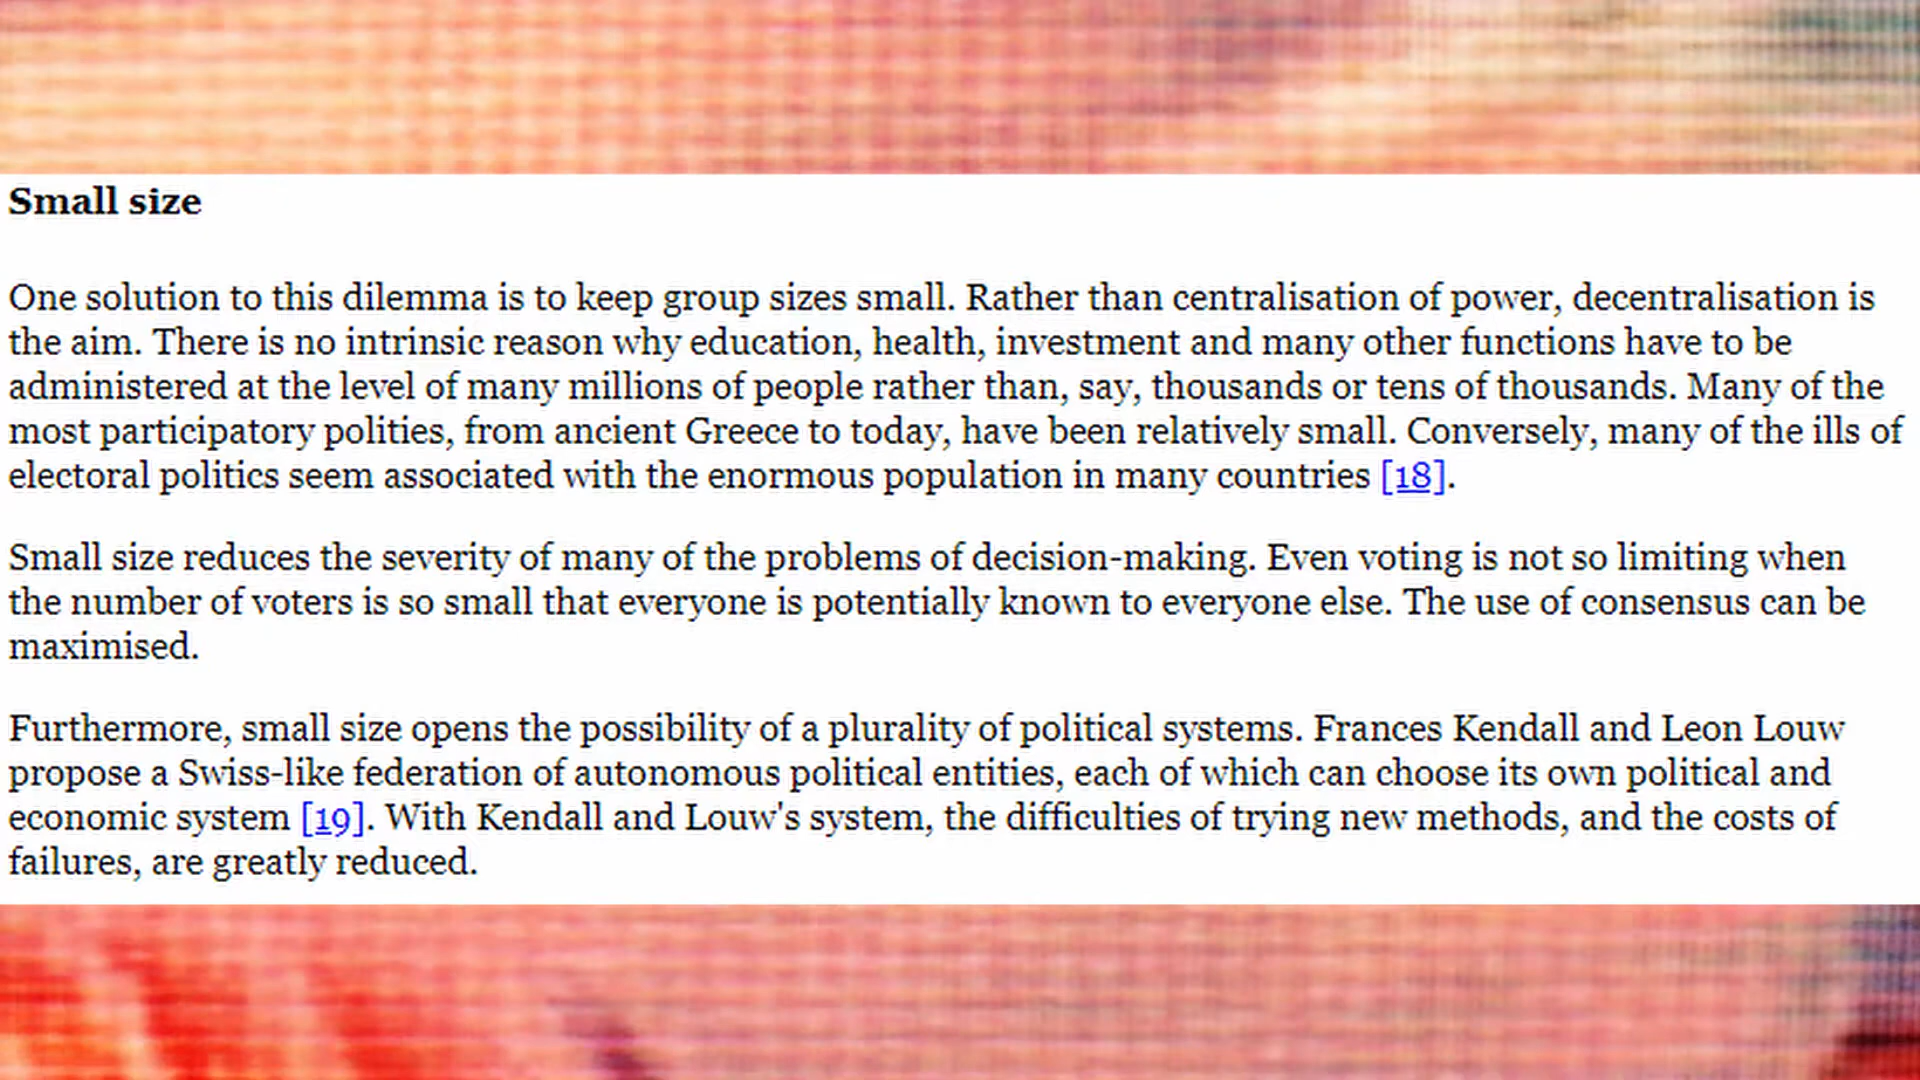 Small size
One solution to this dilemma is to keep group sizes small. Rather than centralisation of power, decentralisation is
the aim. There is no intrinsic reason why education, health, investment and many other functions have to be
administered at the level of many millions of people rather than, say, thousands or tens of thousands. Many of the
most participatory polities, from ancient Greece to today, have been relatively small. Conversely, many of the ills of
electoral politics seem associated with the enormous population in many countries [18].
Small size reduces the severity of many of the problems of decision-making. Even voting is not so limiting when
the number of voters is so small that everyone is potentially known to everyone else. The use of consensus can be
maximised.
Furthermore, small size opens the possibility of a plurality of political systems. Frances Kendall and Leon Louw
propose a Swiss-like federation of autonomous political entities, each of which can choose its own political and
economic system [19]. With Kendall and Louw's system, the difficulties of trying new methods, and the costs of
failures, are greatly reduced.